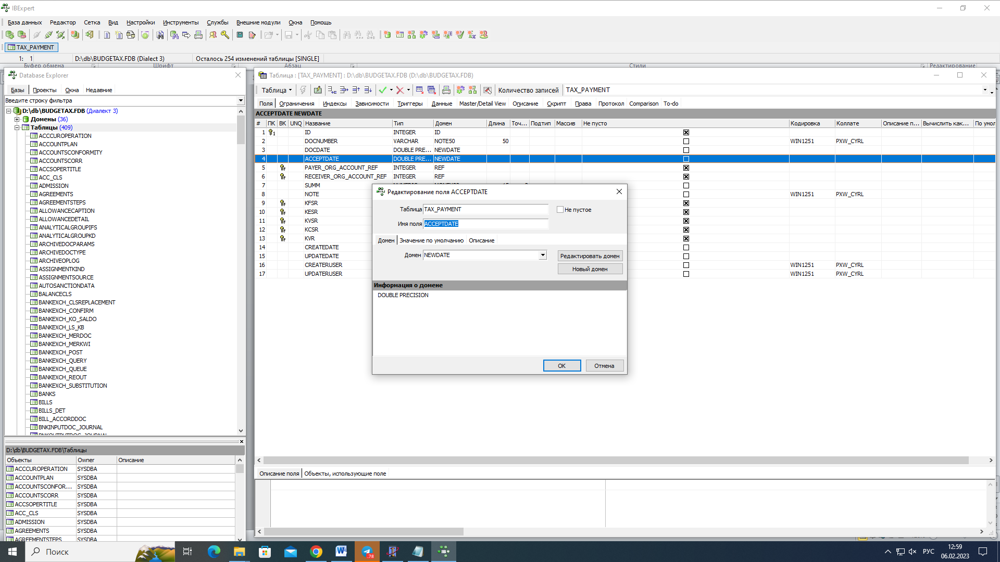 IBExpert
База данных Редактор Сетка Вид Настройки Инструменты Службы Внешние модули Окна Помощь
TAX_PAYMENT
1: 1 D:\db\BUDGETAX.FDB (Dialect 3) Осталось 254 изменений таблицы [SINGLE]
Буфер обмена Шрифт Абзац Стили Редактирование
Database Explorer
Базы Проекты Окна Недавние
Введите строку фильтра
D:\db\BUDGETAX.FDB (Диалект 3)
Домены (36)
Таблицы (409)
ACCCUROPERATION
ACCOUNTPLAN
ACCOUNTSCONFORMITY
ACCOUNTSCORR
ACCSOPERTITLE
ACC_CLS
ADMISSION
AGREEMENTS
AGREEMENTSTEPS
ALLOWANCECAPTION
ALLOWANCEDETAIL
ANALYTICALGROUPIFS
ANALYTICALGROUPKD
ARCHIVEDOCPARAMS
ARCHIVEDOCTYPE
ARCHIVEOPLOG
ASSIGNMENTKIND
ASSIGNMENTSOURCE
AUTOSANCTIONDATA
BALANCECLS
BANKEXCH_CLSREPLACEMENT
BANKEXCH_CONFIRM
BANKEXCH_KO_SALDO
BANKEXCH_LS_KB
BANKEXCH_MERDOC
BANKEXCH_MERKWI
BANKEXCH_POST
BANKEXCH_QUERY
BANKEXCH_QUEUE
BANKEXCH_REOUT
BANKEXCH_SUBSTITUTION
BANKS
BILLS
BILLS_DET
BILL_ACCORDDOC
BNKINPUTDOC_JOURNAL
BNKOUTPUTDOC_JOURNAL
D:\db\BUDGETAX.FDB\Таблицы
Объекты Owner Описание
ACCCUROPERATION SYSDBA
ACCOUNTPLAN SYSDBA
ACCOUNTSCONFOR... SYSDBA
ACCOUNTSCORR SYSDBA
ACCSOPERTITLE SYSDBA
ACC_CLS SYSDBA
ADMISSION SYSDBA
AGREEMENTS SYSDBA
AGREEMENTSTEPS SYSDBA
Таблица : [TAX_PAYMENT] : D:\db\BUDGETAX.FDB (D:\db\BUDGETAX.FDB)
Таблица Количество записей TAX_PAYMENT
Поля Ограничения Индексы Зависимости Триггеры Данные Master/Detail View Описание Скрипт Права Протокол Comparison To-do
ACCEPTDATE NEWDATE
# ПК ВК UNQ Название Тип Домен Длина Точ... Подтип Массив Не пусто Кодировка Коллате Описание п... Вычислить как... По умол
1 1 ID INTEGER ID
2 DOCNUMBER VARCHAR NOTE50 50 WIN1251 PXW_CYRL
3 DOCDATE DOUBLE PRE... NEWDATE
4 ACCEPTDATE DOUBLE PRE... NEWDATE
5 PAYER_ORG_ACCOUNT_REF INTEGER REF
6 RECEIVER_ORG_ACCOUNT_REF INTEGER REF
7 SUMM
8 NOTE WIN1251 PXW_CYRL
9 KFSR
10 KESR
11 KVSR
12 KCSR
13 KVR
14 CREATEDATE
15 UPDATEDATE
16 CREATERUSER WIN1251 PXW_CYRL
17 UPDATERUSER WIN1251 PXW_CYRL
Редактирование поля ACCEPTDATE
Таблица TAX_PAYMENT Не пустое
Имя поля ACCEPTDATE
Домен Значение по умолчанию Описание
Домен NEWDATE Редактировать домен
Новый домен
Информация о домене
DOUBLE PRECISION
OK Отмена
Описание поля Объекты, использующие поле
Поиск 78 РУС 12:59
06.02.2023